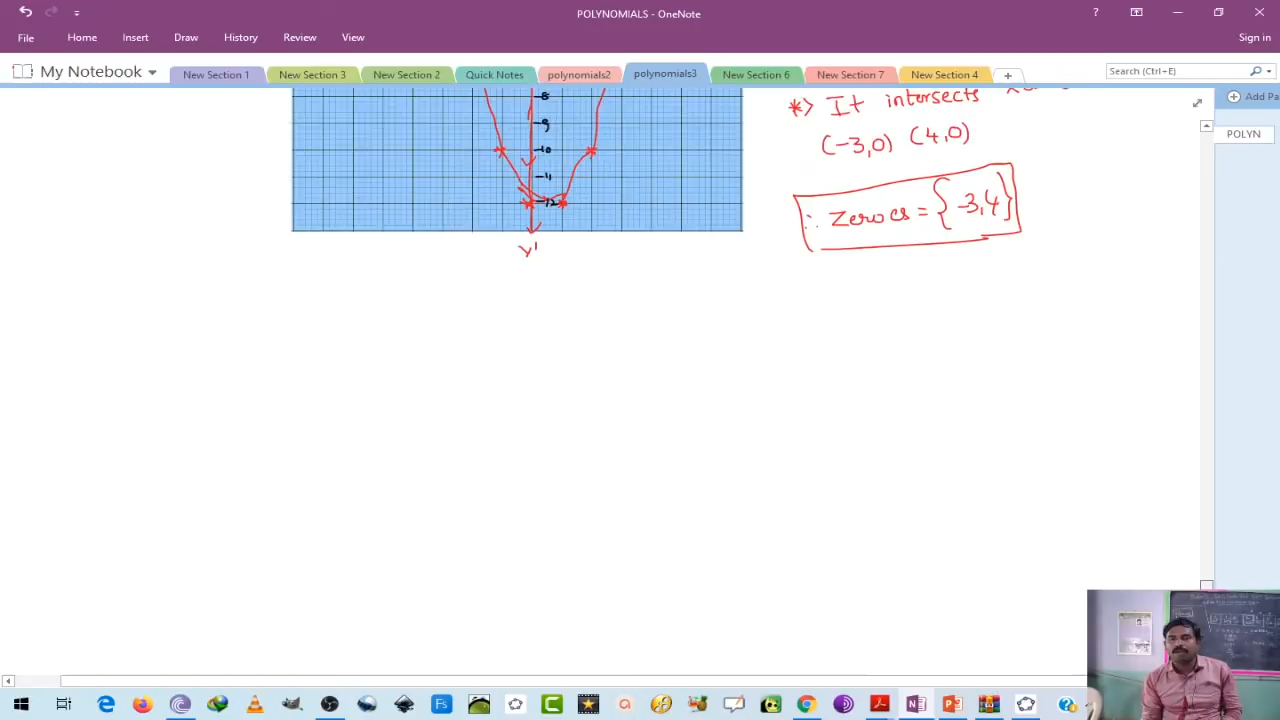 POLYNOMIALS - OneNote
File Home Insert Draw History Review View
Sign in
My Notebook
New Section 1 New Section 3 New Section 2 Quick Notes polynomials2 polynomials3 New Section 6 New Section 7 New Section 4
Search (Ctrl+E)
Add Pa
POLYN
-8
-9
-10
-11
-12
Y'
*) It intersects
(-3,0) (4,0)
∴ Zeroes = {-3,4}